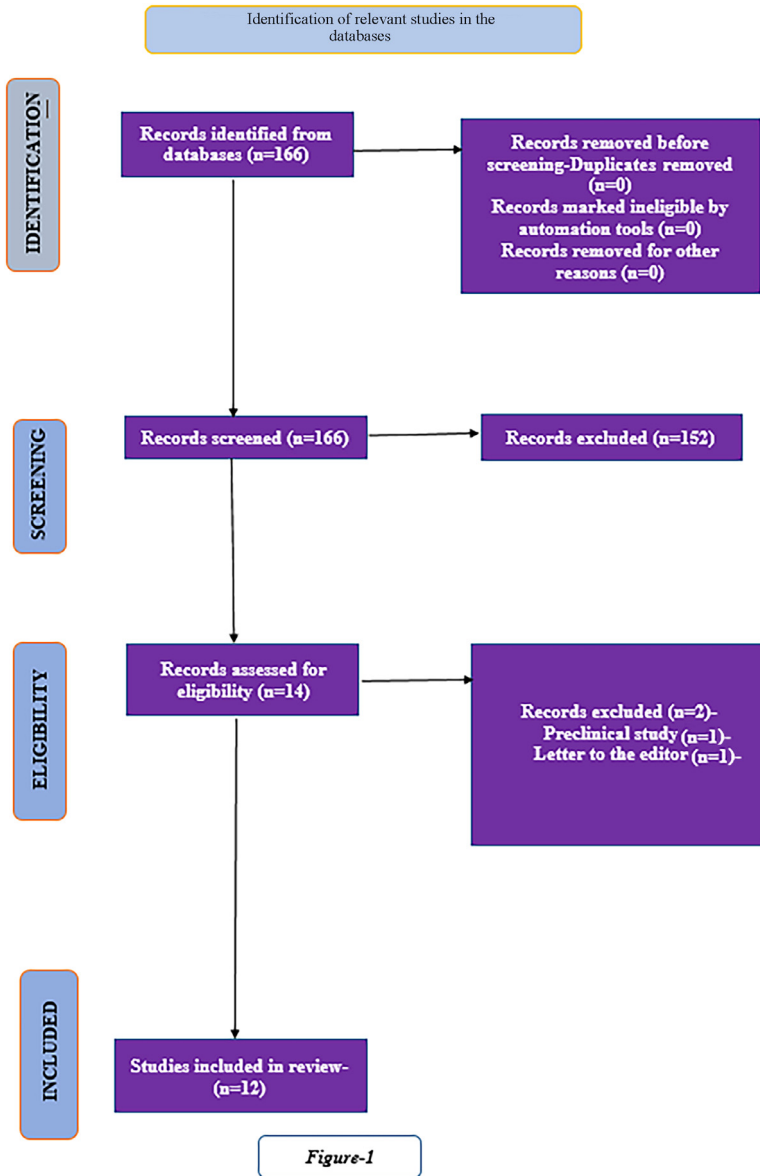 Identification of relevant studies in the
databases
IDENTIFICATION
Records identified from
databases (n=166)
Records removed before
screening-Duplicates removed
(n=0)
Records marked ineligible by
automation tools (n=0)
Records removed for other
reasons (n=0)
SCREENING
Records screened (n=166)
Records excluded (n=152)
ELIGIBILITY
Records assessed for
eligibility (n=14)
Records excluded (n=2)-
Preclinical study (n=1)-
Letter to the editor (n=1)-
INCLUDED
Studies included in review-
(n=12)
Figure-1